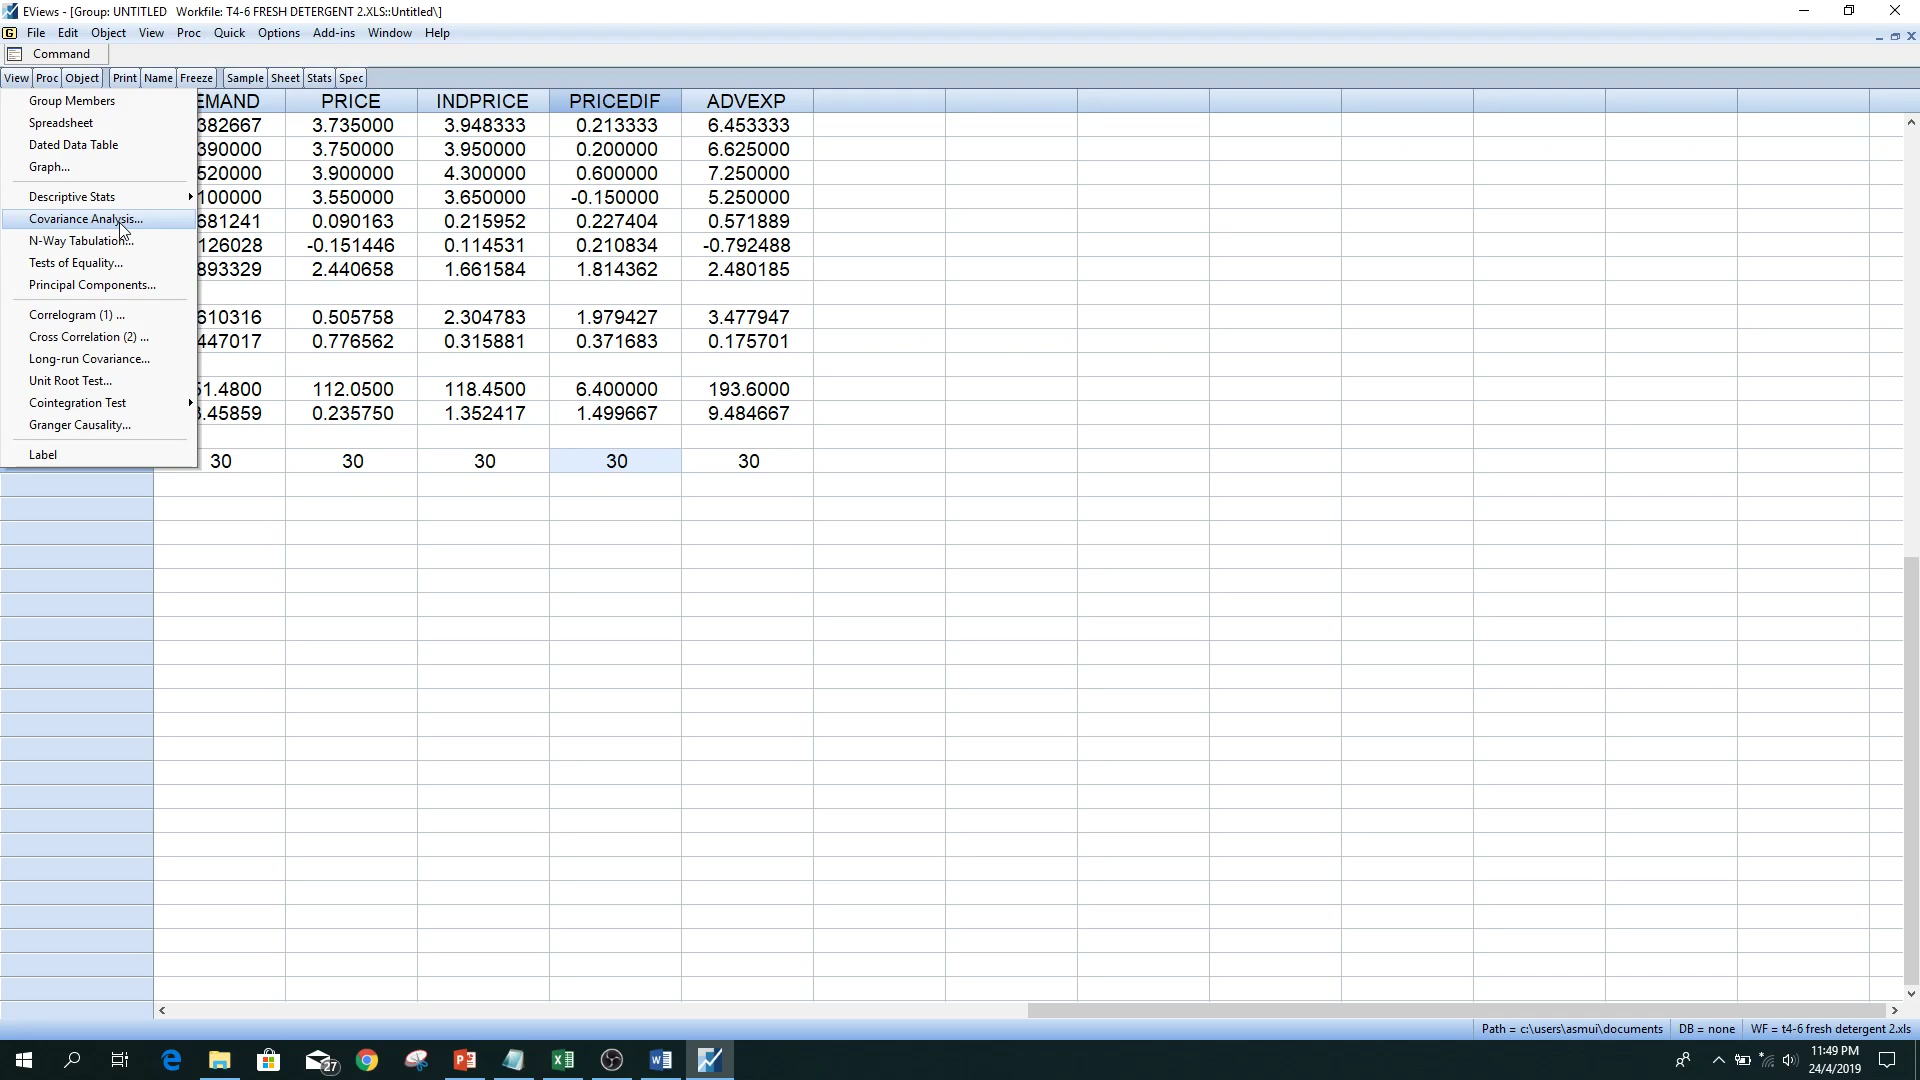 EViews - [Group: UNTITLED   Workfile: T4-6 FRESH DETERGENT 2.XLS::Untitled\]
File Edit Object View Proc Quick Options Add-ins Window Help
Command
View Proc Object Print Name Freeze Sample Sheet Stats Spec
EMAND PRICE INDPRICE PRICEDIF ADVEXP
382667 3.735000 3.948333 0.213333 6.453333
390000 3.750000 3.950000 0.200000 6.625000
520000 3.900000 4.300000 0.600000 7.250000
100000 3.550000 3.650000 -0.150000 5.250000
681241 0.090163 0.215952 0.227404 0.571889
126028 -0.151446 0.114531 0.210834 -0.792488
893329 2.440658 1.661584 1.814362 2.480185
610316 0.505758 2.304783 1.979427 3.477947
447017 0.776562 0.315881 0.371683 0.175701
51.4800 112.0500 118.4500 6.400000 193.6000
3.45859 0.235750 1.352417 1.499667 9.484667
30 30 30 30 30
Group Members
Spreadsheet
Dated Data Table
Graph...
Descriptive Stats
Covariance Analysis...
N-Way Tabulation...
Tests of Equality...
Principal Components...
Correlogram (1) ...
Cross Correlation (2) ...
Long-run Covariance...
Unit Root Test...
Cointegration Test
Granger Causality...
Label
Path = c:\users\asmui\documents DB = none WF = t4-6 fresh detergent 2.xls
27
11:49 PM
24/4/2019